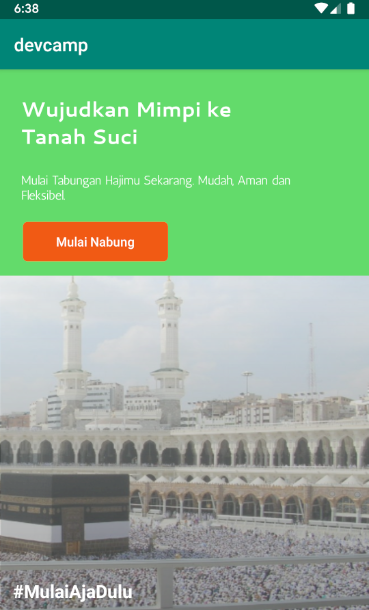 6:38
devcamp
Wujudkan Mimpi ke
Tanah Suci
Mulai Tabungan Hajimu Sekarang. Mudah, Aman dan
Fleksibel.
Mulai Nabung
#MulaiAjaDulu